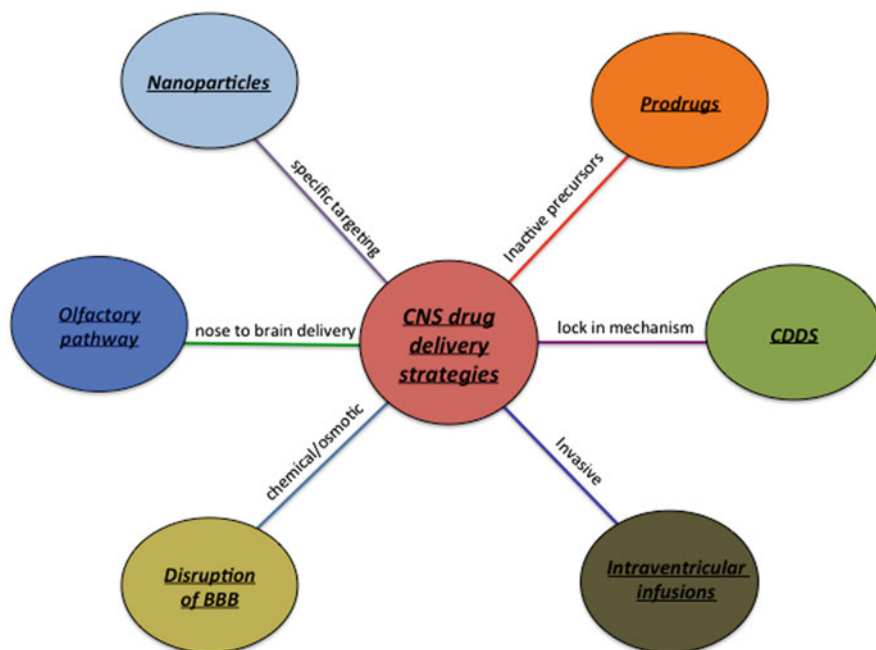 Nanoparticles
Prodrugs
specific targeting
Inactive precursors
Olfactory
pathway
nose to brain delivery
CNS drug
delivery
strategies
lock in mechanism
CDDS
chemical/osmotic
Invasive
Disruption
of BBB
Intraventricular
infusions